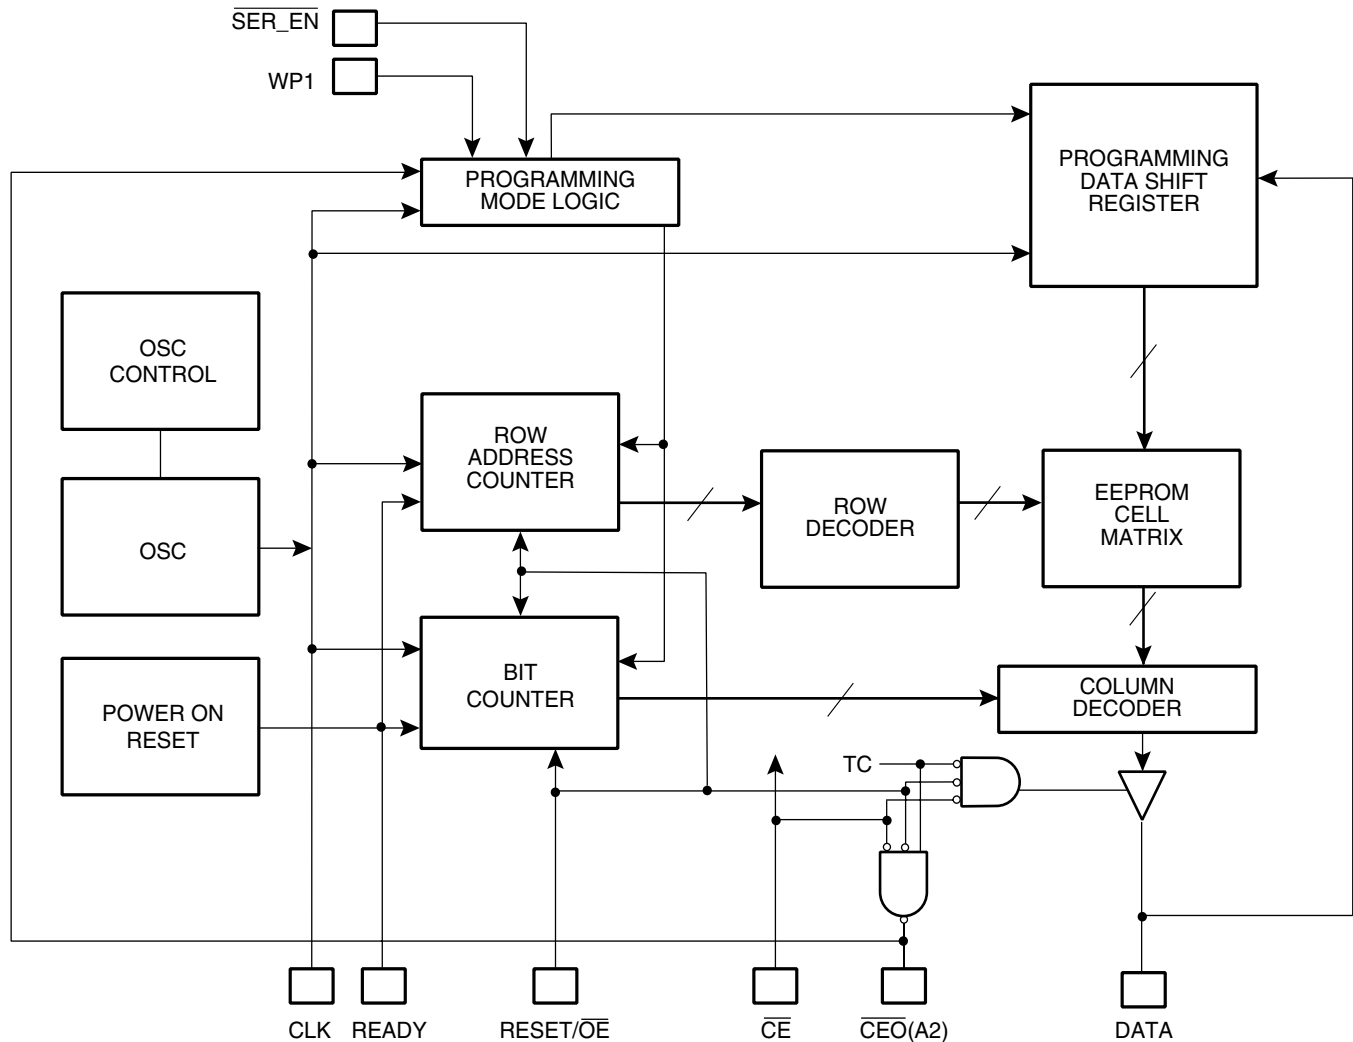 SER_EN
WP1
PROGRAMMING
MODE LOGIC
PROGRAMMING
DATA SHIFT
REGISTER
OSC
CONTROL
ROW
ADDRESS
COUNTER
ROW
DECODER
EEPROM
CELL
MATRIX
OSC
BIT
COUNTER
COLUMN
DECODER
POWER ON
RESET
TC
CLK
READY
RESET/OE
CE
CEO(A2)
DATA